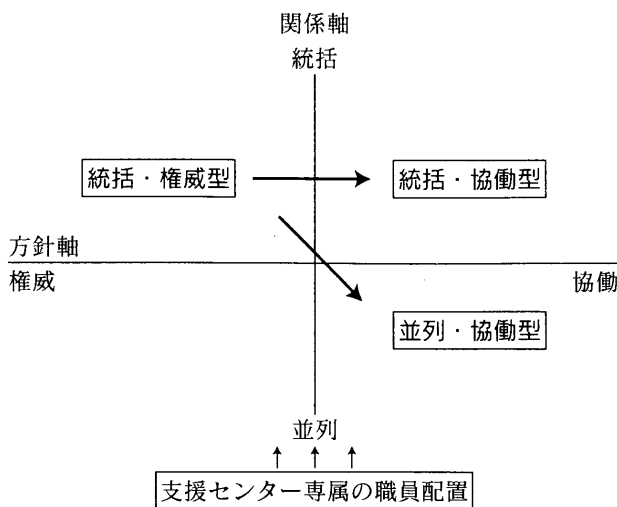 関係軸
統括
統括・権威型
統括・協働型
方針軸
権威
協働
並列・協働型
並列
支援センター専属の職員配置